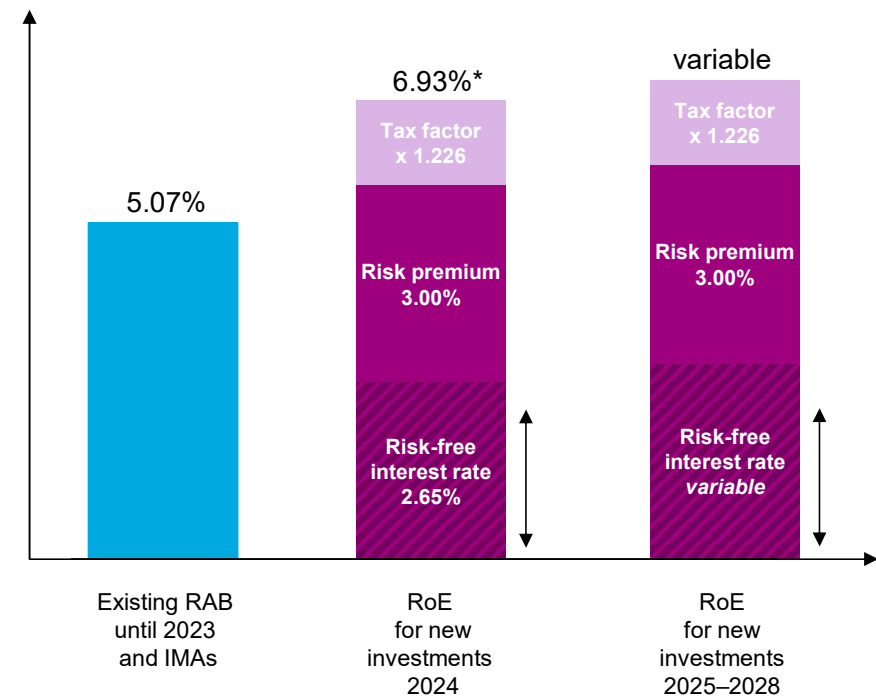 5.07%
Existing RAB
until 2023
and IMAs
6.93%*
Tax factor
x 1.226
Risk premium
3.00%
Risk-free
interest rate
2.65%
RoE
for new
investments
2024
variable
Tax factor
x 1.226
Risk premium
3.00%
Risk-free
interest rate
variable
RoE
for new
investments
2025–2028